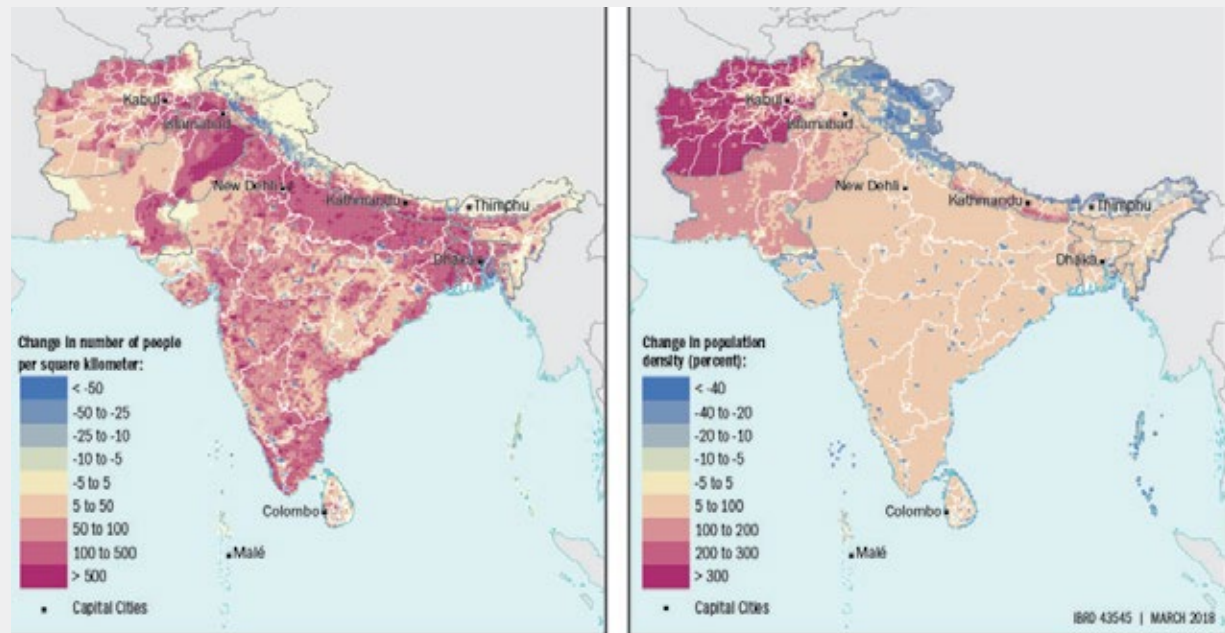 Kabul
Islamabad
New Dehli
Kathmandu
Thimphu
Dhaka
Change in number of people
per square kilometer:
< -50
-50 to -25
-25 to -10
-10 to -5
-5 to 5
5 to 50
50 to 100
100 to 500
> 500
Capital Cities
Colombo
Malé
Kabul
Islamabad
New Dehli
Kathmandu
Thimphu
Dhaka
Change in population
density (percent):
< -40
-40 to -20
-20 to -10
-10 to -5
-5 to 5
5 to 100
100 to 200
200 to 300
> 300
Capital Cities
Colombo
Malé
IBRD 43545 | MARCH 2018